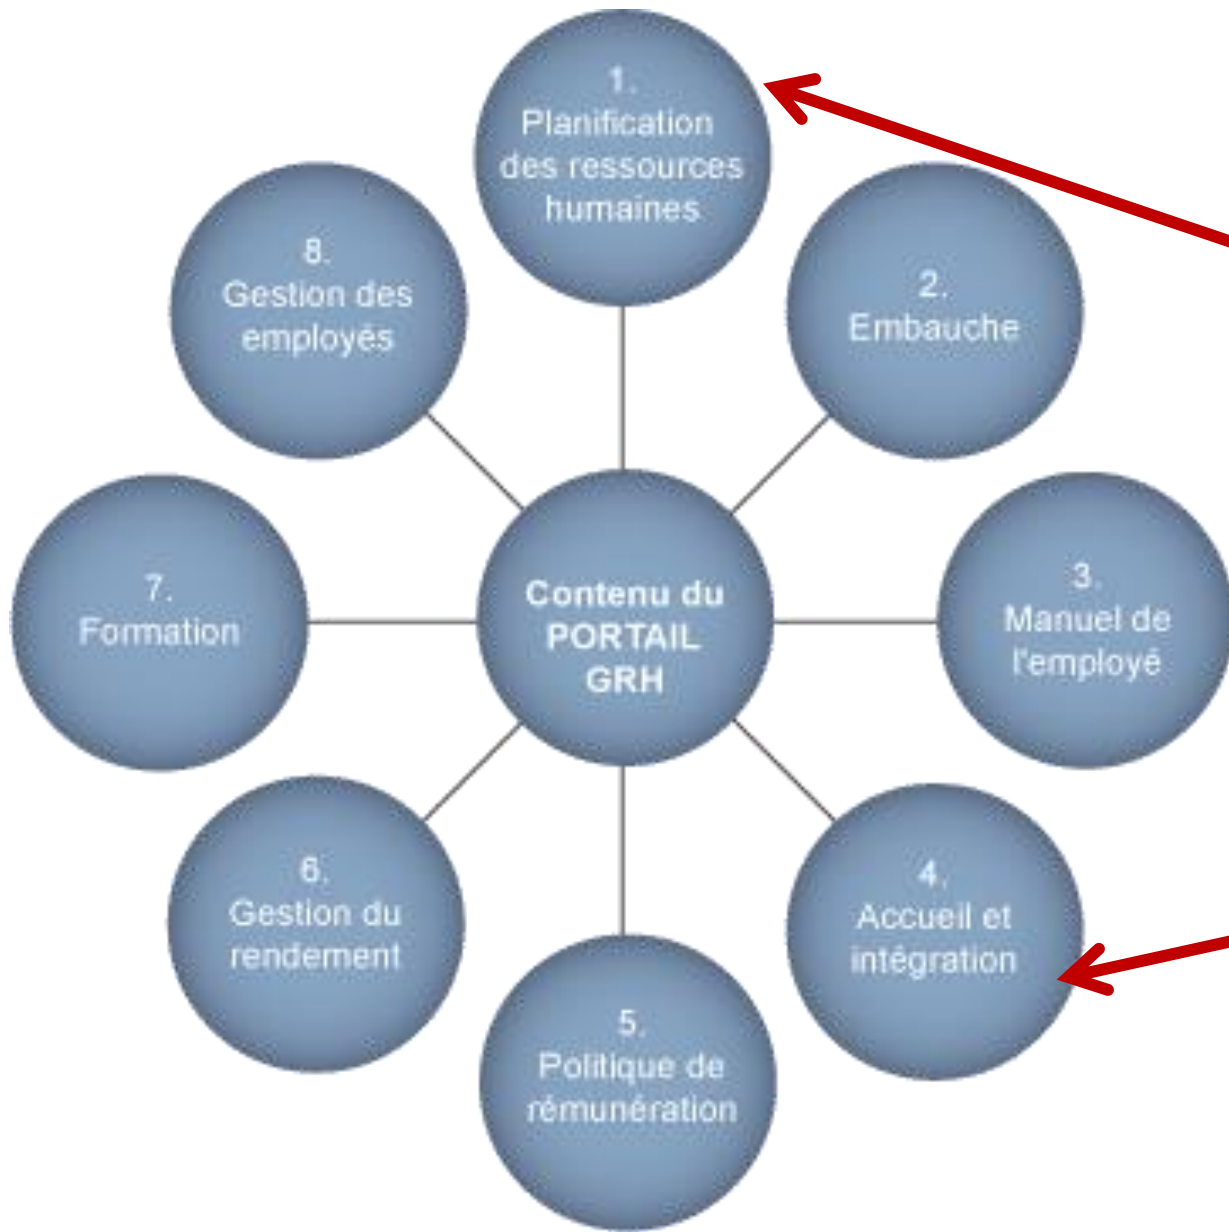 1.
Planification
des ressources
humaines
2.
Embauche
3.
Manuel de
l'employé
4.
Accueil et
intégration
5.
Politique de
rémunération
6.
Gestion du
rendement
7.
Formation
8.
Gestion des
employés
Contenu du
PORTAIL
GRH